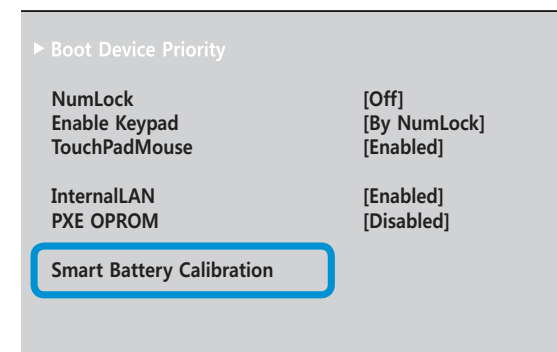 ▶ Boot Device Priority
NumLock [Off]
Enable Keypad [By NumLock]
TouchPadMouse [Enabled]
InternalLAN [Enabled]
PXE OPROM [Disabled]
Smart Battery Calibration